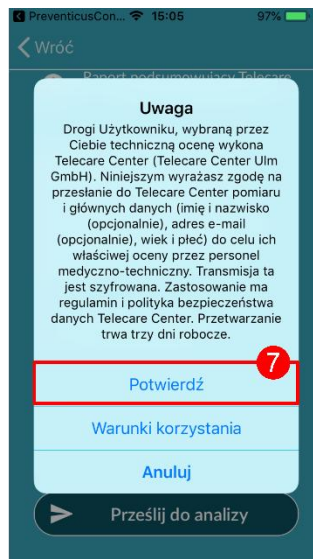 PreventicusCon... 15:05 97%
Wróć
Raport podsumowujący Telecare
Uwaga
Drogi Użytkowniku, wybraną przez
Ciebie techniczną ocenę wykona
Telecare Center (Telecare Center Ulm
GmbH). Niniejszym wyrażasz zgodę na
przesłanie do Telecare Center pomiaru
i głównych danych (imię i nazwisko
(opcjonalnie), adres e-mail
(opcjonalnie), wiek i płeć) do celu ich
właściwej oceny przez personel
medyczno-techniczny. Transmisja ta
jest szyfrowana. Zastosowanie ma
regulamin i polityka bezpieczeństwa
danych Telecare Center. Przetwarzanie
trwa trzy dni robocze.
7
Potwierdź
Warunki korzystania
Anuluj
Prześlij do analizy